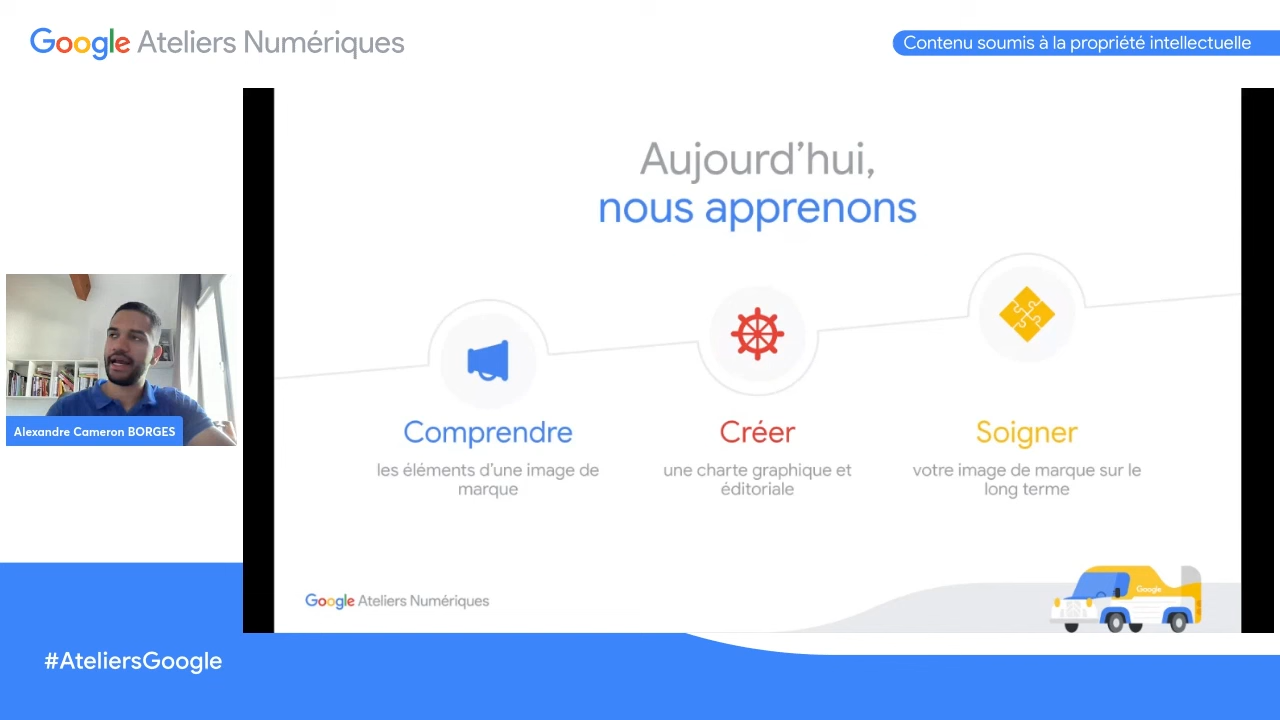 Google Ateliers Numériques
Contenu soumis à la propriété intellectuelle
Aujourd’hui,
nous apprenons
Comprendre
les éléments d’une image de
marque
Créer
une charte graphique et
éditoriale
Soigner
votre image de marque sur le
long terme
Alexandre Cameron BORGES
Google
Google Ateliers Numériques
#AteliersGoogle